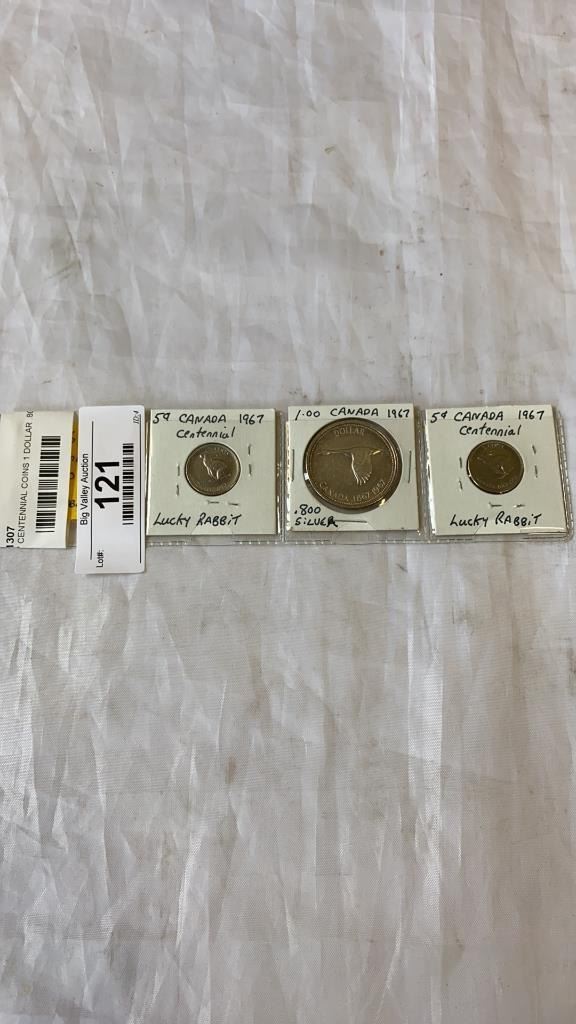 1307
CENTENNIAL COINS 1 DOLLAR .80
Lot#:
Big Valley Auction
121
5¢ CANADA 1967
Centennial
Lucky RABBiT
1.00 CANADA 1967
DOLLAR
CANADA 1867-1967
.800
SiLVER
5¢ CANADA 1967
Centennial
Lucky RABBiT